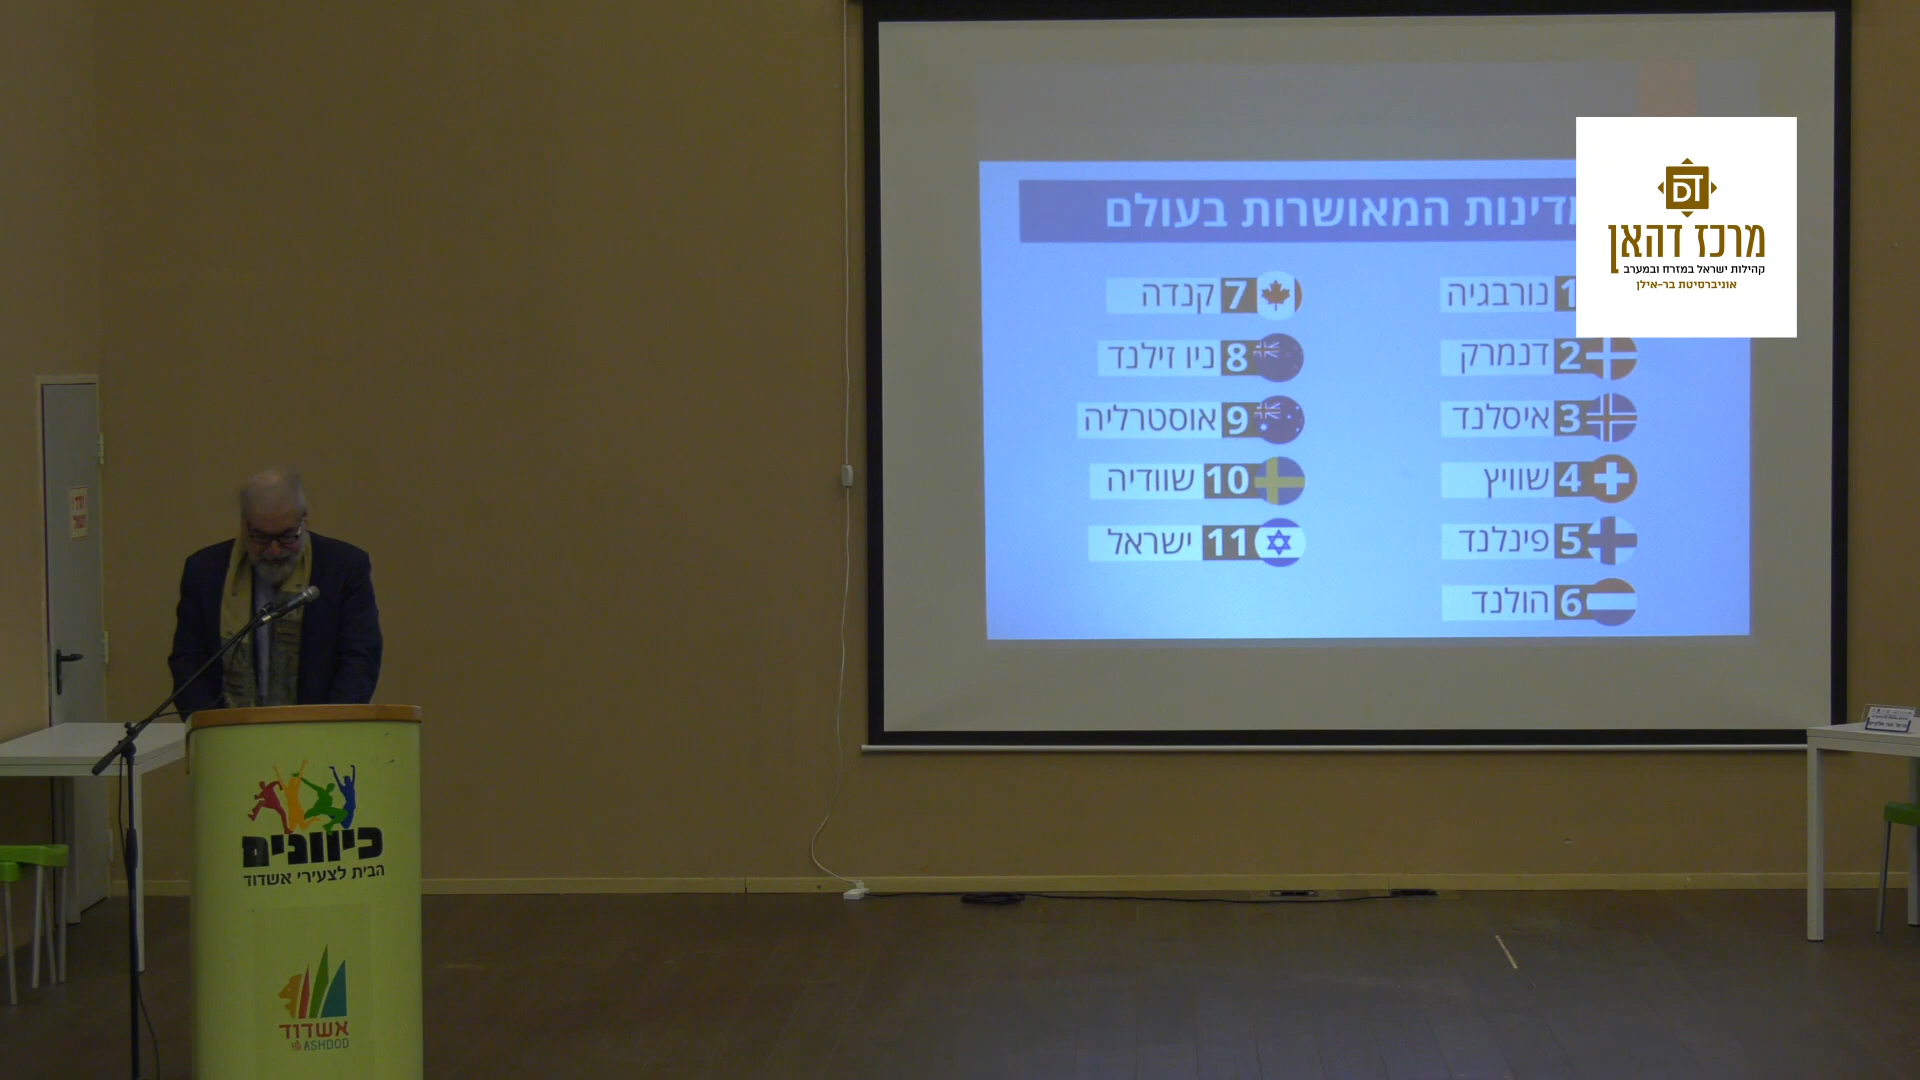 מדינות המאושרות בעולם
1 נורבגיה
2 דנמרק
3 איסלנד
4 שוויץ
5 פינלנד
6 הולנד
7 קנדה
8 ניו זילנד
9 אוסטרליה
10 שוודיה
11 ישראל
DT
מרכז דהאן
קהילות ישראל במזרח ובמערב
אוניברסיטת בר-אילן
כיוונים
הבית לצעירי אשדוד
אשדוד
ASHDOD